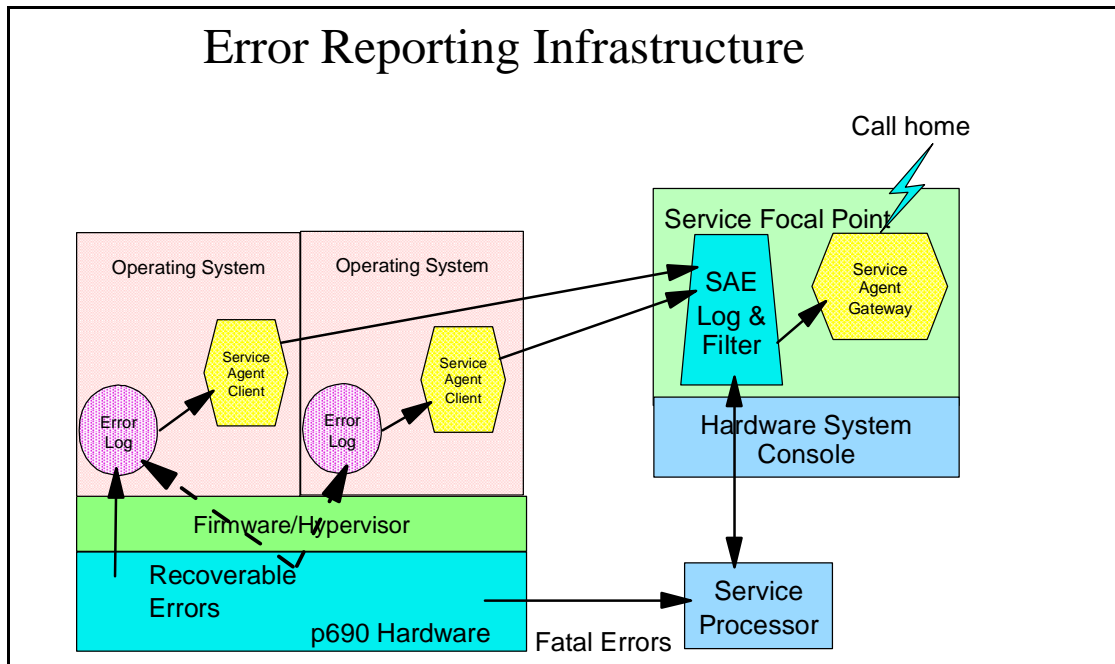 Error Reporting Infrastructure
Call home
Service Focal Point
Operating System
Operating System
SAE
Log &
Filter
Service
Agent
Gateway
Service
Agent
Client
Service
Agent
Client
Error
Log
Error
Log
Hardware System
Console
Firmware/Hypervisor
Recoverable
Errors
p690 Hardware
Fatal Errors
Service
Processor